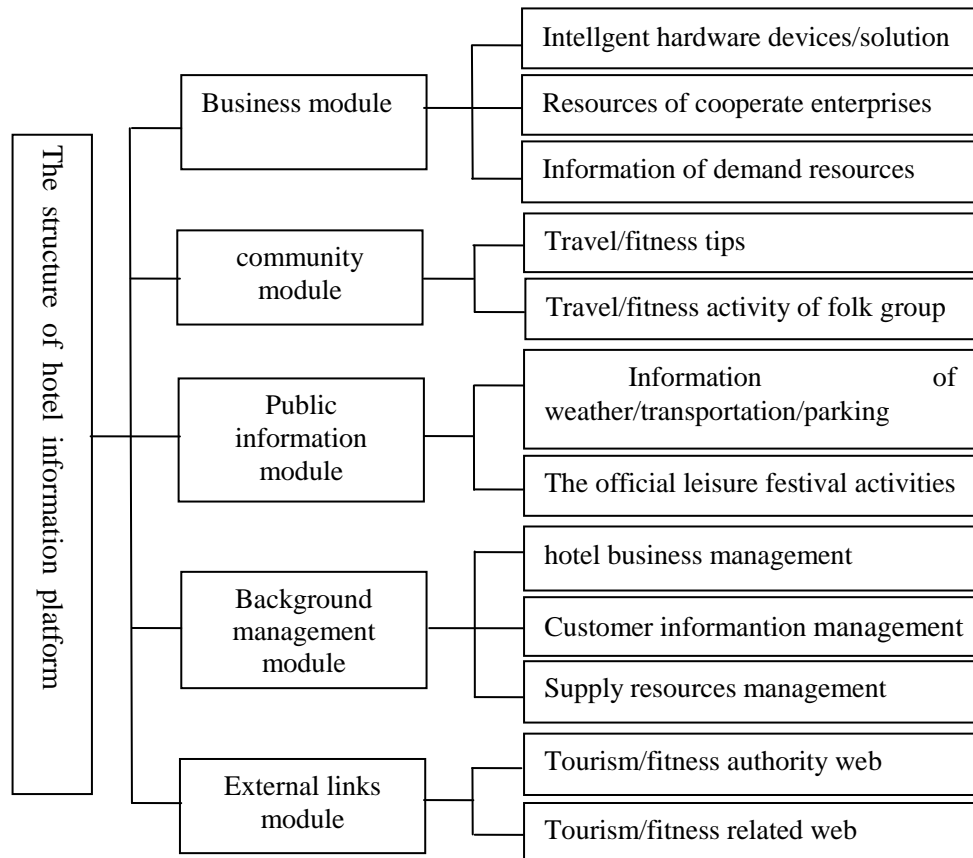 The structure of hotel information platform
Business module
Intellgent hardware devices/solution
Resources of cooperate enterprises
Information of demand resources
community
module
Travel/fitness tips
Travel/fitness activity of folk group
Public
information
module
Information of
weather/transportation/parking
The official leisure festival activities
Background
management
module
hotel business management
Customer informantion management
Supply resources management
External links
module
Tourism/fitness authority web
Tourism/fitness related web